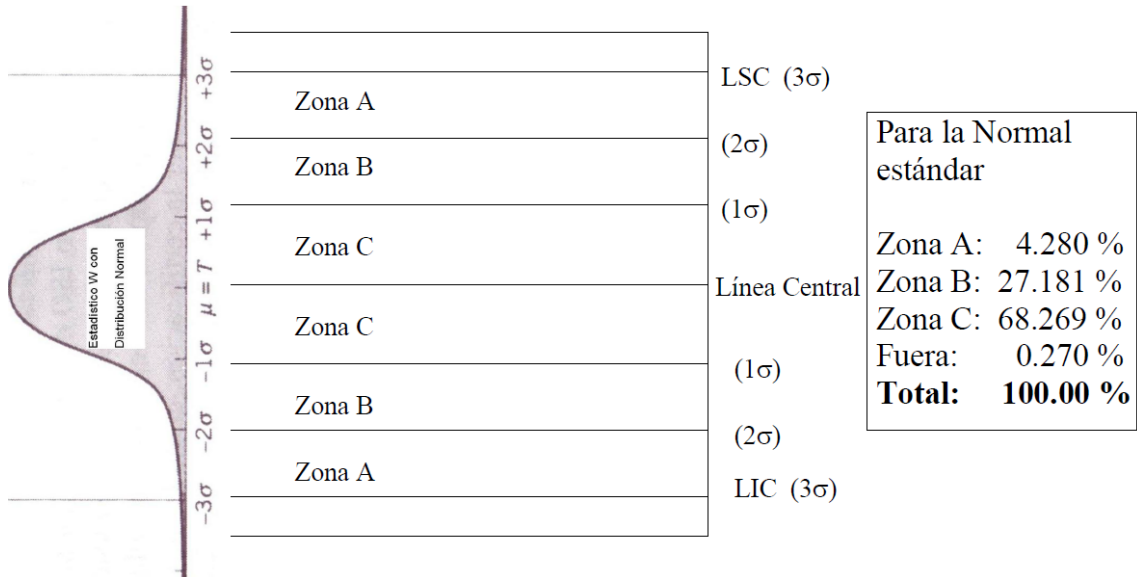 Estadístico W con
Distribución Normal
-3σ -2σ -1σ μ = T +1σ +2σ +3σ
LSC (3σ)
Zona A
(2σ)
Zona B
(1σ)
Zona C
Línea Central
Zona C
(1σ)
Zona B
(2σ)
Zona A
LIC (3σ)
Para la Normal
estándar
Zona A: 4.280 %
Zona B: 27.181 %
Zona C: 68.269 %
Fuera: 0.270 %
Total: 100.00 %